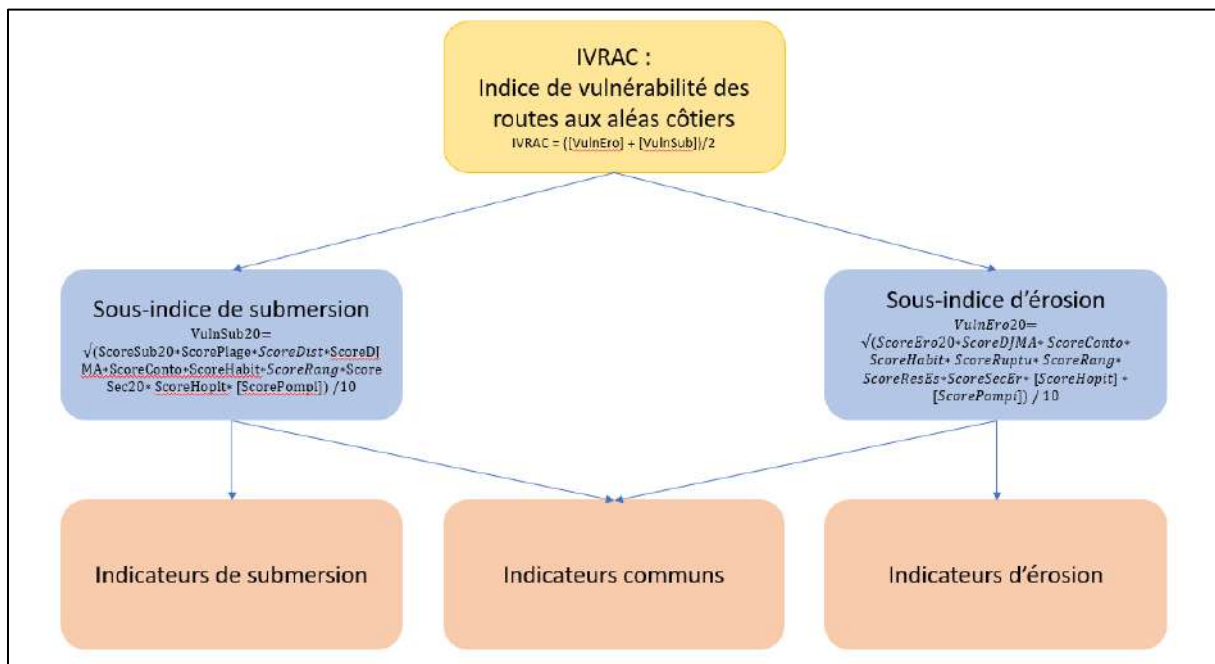 IVRAC :
Indice de vulnérabilité des
routes aux aléas côtiers
IVRAC = ([VulnEro] + [VulnSub])/2
Sous-indice de submersion
VulnSub20=
√(ScoreSub20*ScorePlage*ScoreDist*ScoreDJ
MA*ScoreConto*ScoreHabit*ScoreRang*Score
Sec20* ScoreHopit* [ScorePompi]) /10
Sous-indice d’érosion
VulnEro20=
√(ScoreEro20*ScoreDJMA* ScoreConto*
ScoreHabit* ScoreRuptu* ScoreRang*
ScoreResEs*ScoreSecEr* [ScoreHopit] *
[ScorePompi]) / 10
Indicateurs de submersion
Indicateurs communs
Indicateurs d’érosion